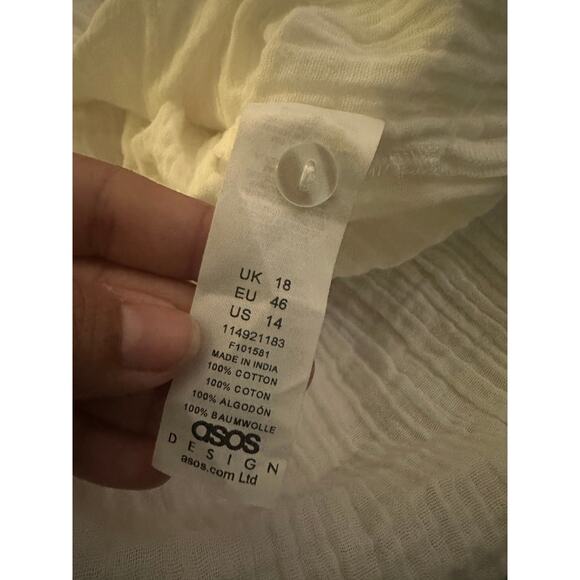 UK 18
EU 46
US 14
114921183
F101581
MADE IN INDIA
100% COTTON
100% COTON
100% ALGODÓN
100% BAUMWOLLE
asos
DESIGN
asos.com Ltd